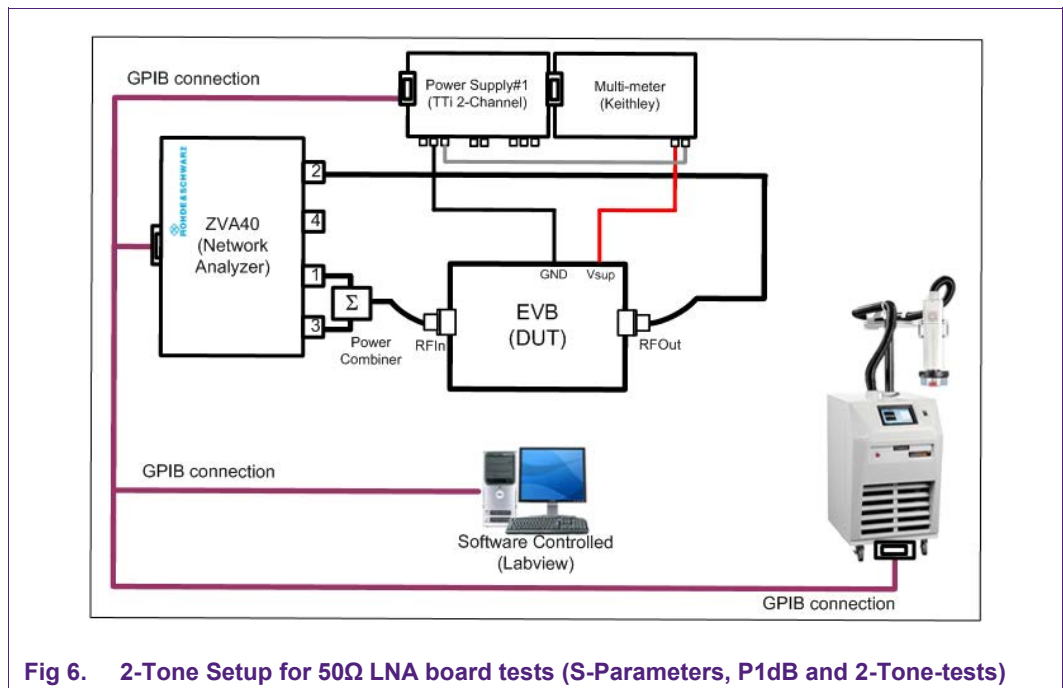 GPIB connection
Power Supply#1
(TTi 2-Channel)
Multi-meter
(Keithley)
ROHDE&SCHWARZ
ZVA40
(Network
Analyzer)
2
4
1
3
Σ
Power
Combiner
RFIn
GND
Vsup
EVB
(DUT)
RFOut
GPIB connection
Software Controlled
(Labview)
GPIB connection
Fig 6. 2-Tone Setup for 50Ω LNA board tests (S-Parameters, P1dB and 2-Tone-tests)